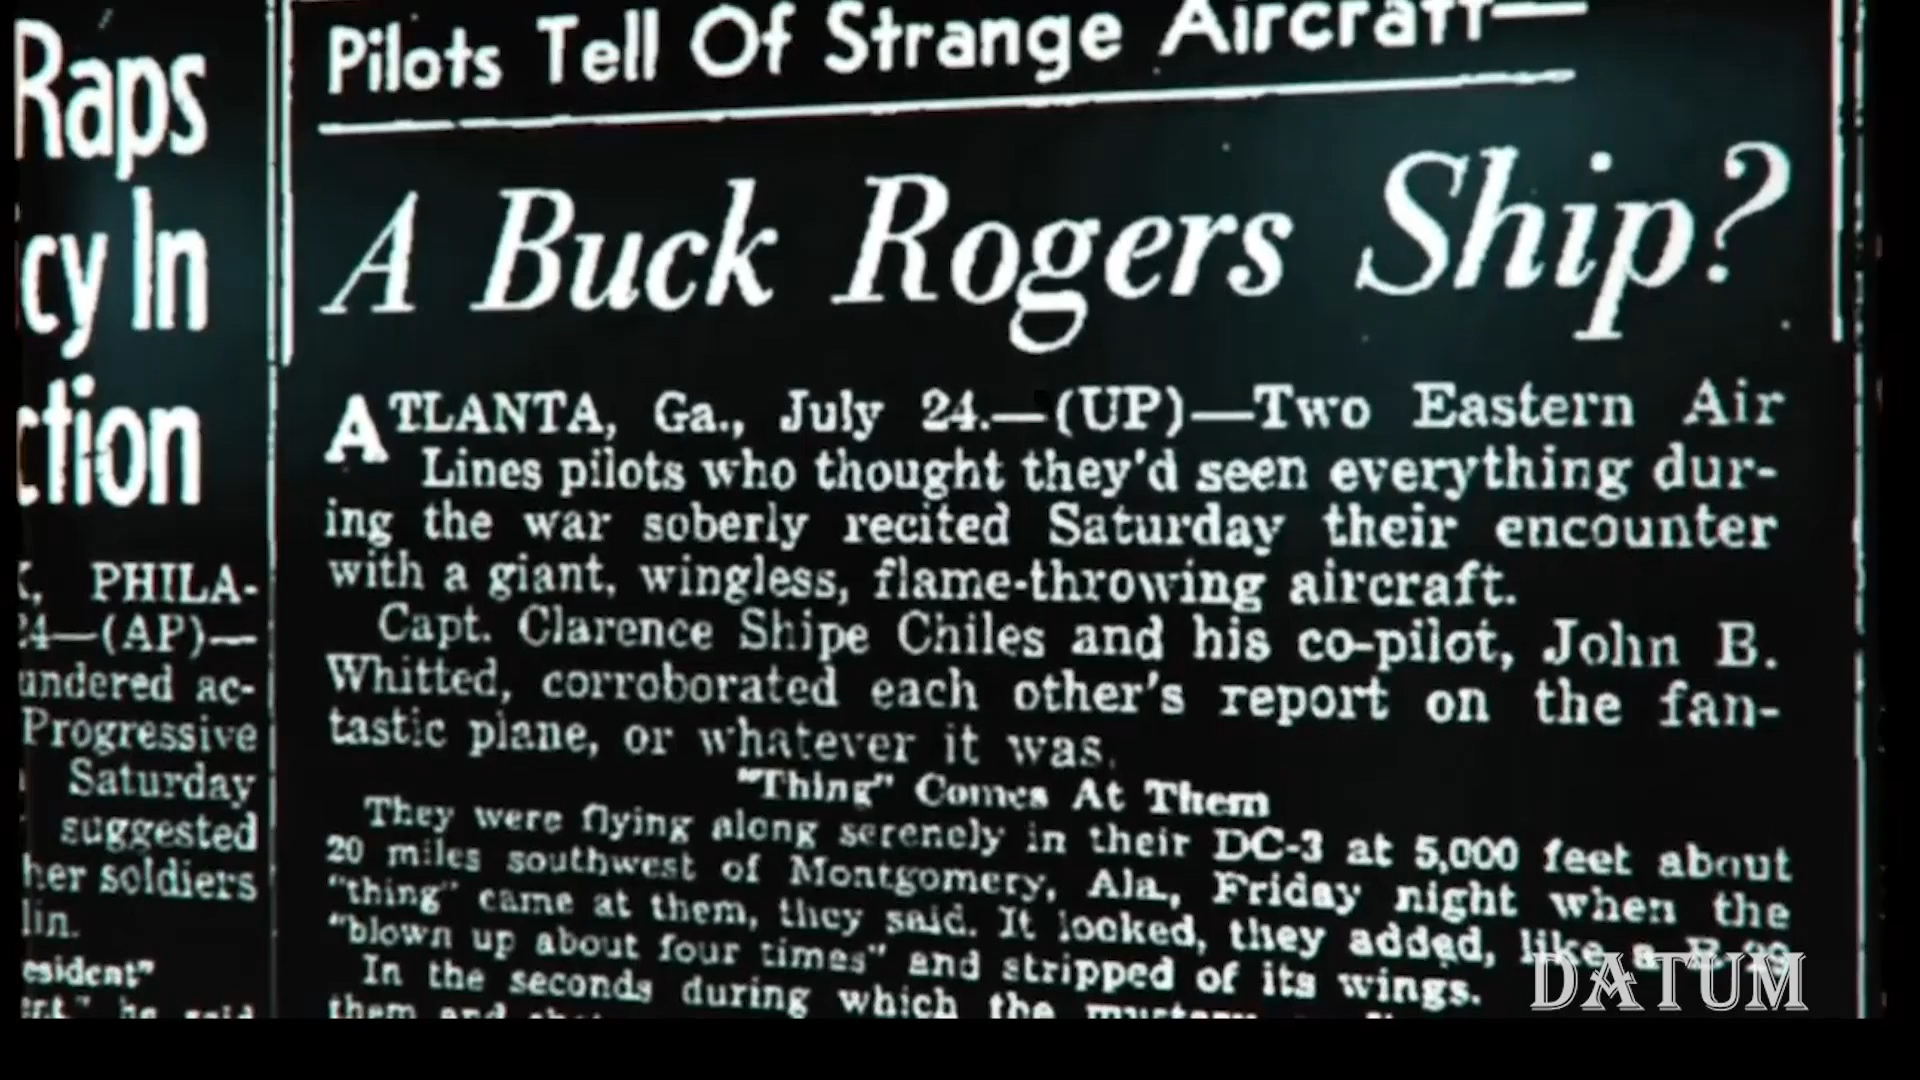 Raps
cy In
ction
PHILA-
24—(AP)—
undered ac-
Progressive
Saturday
suggested
her soldiers
lin.
esident"
he said
Pilots Tell Of Strange Aircraft—
A Buck Rogers Ship?
ATLANTA, Ga., July 24.—(UP)—Two Eastern Air
Lines pilots who thought they'd seen everything dur-
ing the war soberly recited Saturday their encounter
with a giant, wingless, flame-throwing aircraft.
Capt. Clarence Shipe Chiles and his co-pilot, John B.
Whitted, corroborated each other's report on the fan-
tastic plane, or whatever it was.
"Thing" Comes At Them
They were flying along serenely in their DC-3 at 5,000 feet about
20 miles southwest of Montgomery, Ala., Friday night when the
"thing" came at them, they said. It looked, they added, like a B-29
"blown up about four times" and stripped of its wings.
In the seconds during which the
them and
DATUM